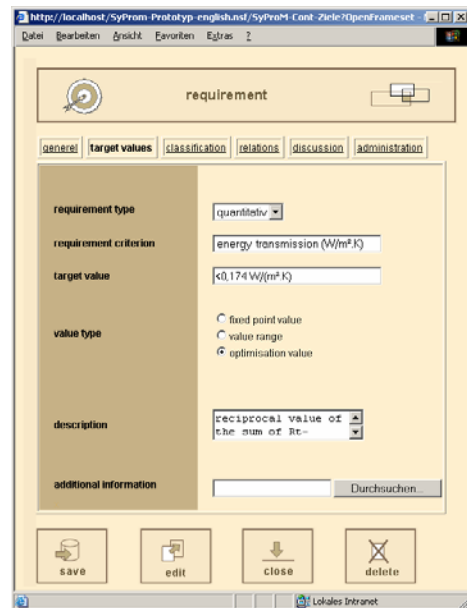 http://localhost/SyProm-Prototyp-english.nsf/SyProM-Cont-Ziele?OpenFrameset -
Datei Bearbeiten Ansicht Favoriten Extras ?
requirement
generel target values classification relations discussion administration
requirement type quantitativ
requirement criterion energy transmission (W/m².K)
target value <0,174 W/(m².K)
fixed point value
value type value range
optimisation value
description reciprocal value of
the sum of Rt-
additional information Durchsuchen...
save edit close delete
Lokales Intranet